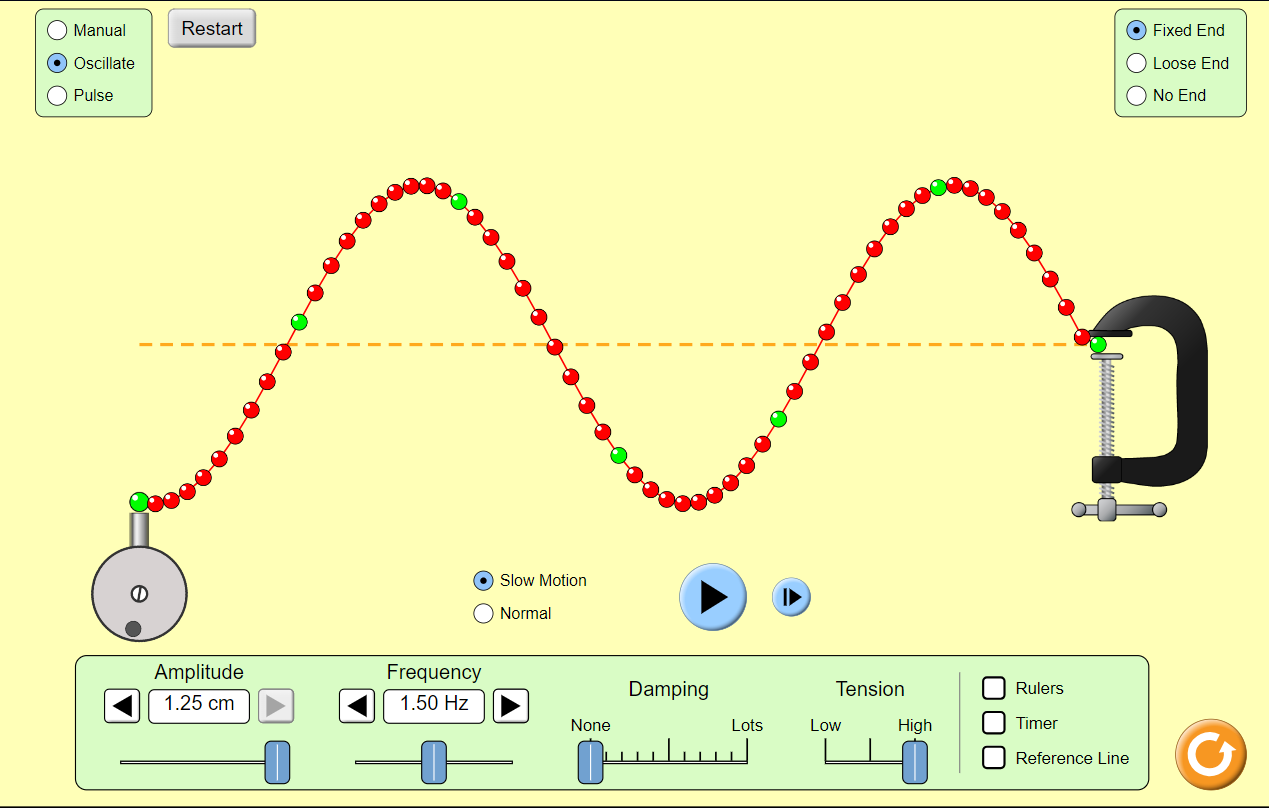 Manual
Oscillate
Pulse
Restart
Fixed End
Loose End
No End
Slow Motion
Normal
Amplitude
1.25 cm
Frequency
1.50 Hz
Damping
None
Lots
Tension
Low
High
Rulers
Timer
Reference Line